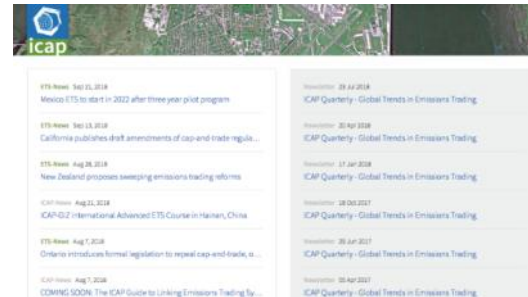 icap
ETS-News Sep 21, 2018
Mexico ETS to start in 2022 after three year pilot program
ETS-News Sep 13, 2018
California publishes draft amendments of cap-and-trade regula...
ETS-News Aug 28, 2018
New Zealand proposes sweeping emissions trading reforms
ICAP-News Aug 21, 2018
ICAP-GIZ International Advanced ETS Course in Hainan, China
ETS-News Aug 7, 2018
Ontario introduces formal legislation to repeal cap-and-trade, o...
ICAP-News Aug 7, 2018
COMING SOON: The ICAP Guide to Linking Emissions Trading Sy...
Newsletter 23 Jul 2018
ICAP Quarterly - Global Trends in Emissions Trading
Newsletter 20 Apr 2018
ICAP Quarterly - Global Trends in Emissions Trading
Newsletter 17 Jan 2018
ICAP Quarterly - Global Trends in Emissions Trading
Newsletter 18 Oct 2017
ICAP Quarterly - Global Trends in Emissions Trading
Newsletter 26 Jun 2017
ICAP Quarterly - Global Trends in Emissions Trading
Newsletter 05 Apr 2017
ICAP Quarterly - Global Trends in Emissions Trading